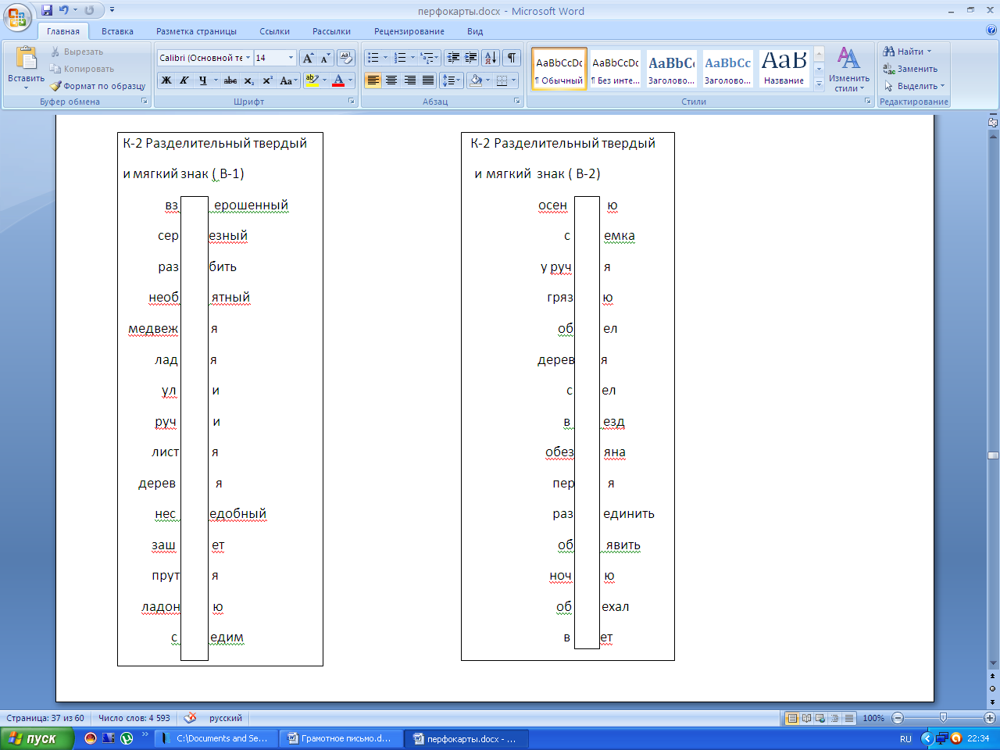 перфокарты.docx - Microsoft Word
Главная Вставка Разметка страницы Ссылки Рассылки Рецензирование Вид
Вставить
Вырезать
Копировать
Формат по образцу
Буфер обмена
Calibri (Основной те 14
Ж К Ч abc x₂ x² Aa
Шрифт
Абзац
AaBbCcDc AaBbCcDc AaBbC AaBbCc AaB
¶ Обычный ¶ Без инте... Заголово... Заголово... Название
Изменить стили
Стили
Найти
Заменить
Выделить
Редактирование
К-2 Разделительный твердый
и мягкий знак ( В-1)
вз ерошенный
сер езный
раз бить
необ ятный
медвеж я
лад я
ул и
руч и
лист я
дерев я
нес едобный
заш ет
прут я
ладон ю
с едим
К-2 Разделительный твердый
и мягкий знак ( В-2)
осен ю
с емка
у руч я
гряз ю
об ел
дерев я
с ел
в езд
обез яна
пер я
раз единить
об явить
ноч ю
об ехал
в ет
Страница: 37 из 60 Число слов: 4 593 русский 100%
пуск C:\Documents and Se... Грамотное письмо.d... перфокарты.docx - ... RU 22:34